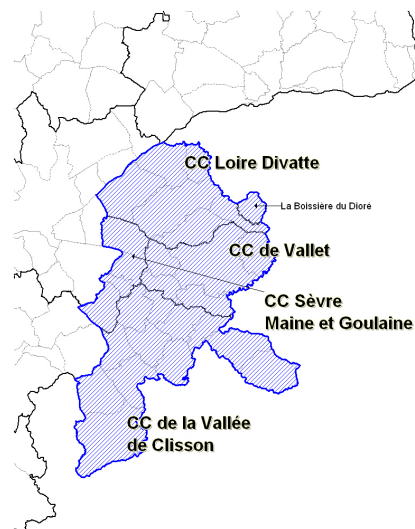 CC Loire Divatte
La Boissière du Dioré
CC de Vallet
CC Sèvre
Maine et Goulaine
CC de la Vallée
de Clisson